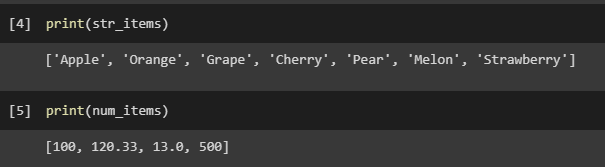 [4] print(str_items)
['Apple', 'Orange', 'Grape', 'Cherry', 'Pear', 'Melon', 'Strawberry']
[5] print(num_items)
[100, 120.33, 13.0, 500]